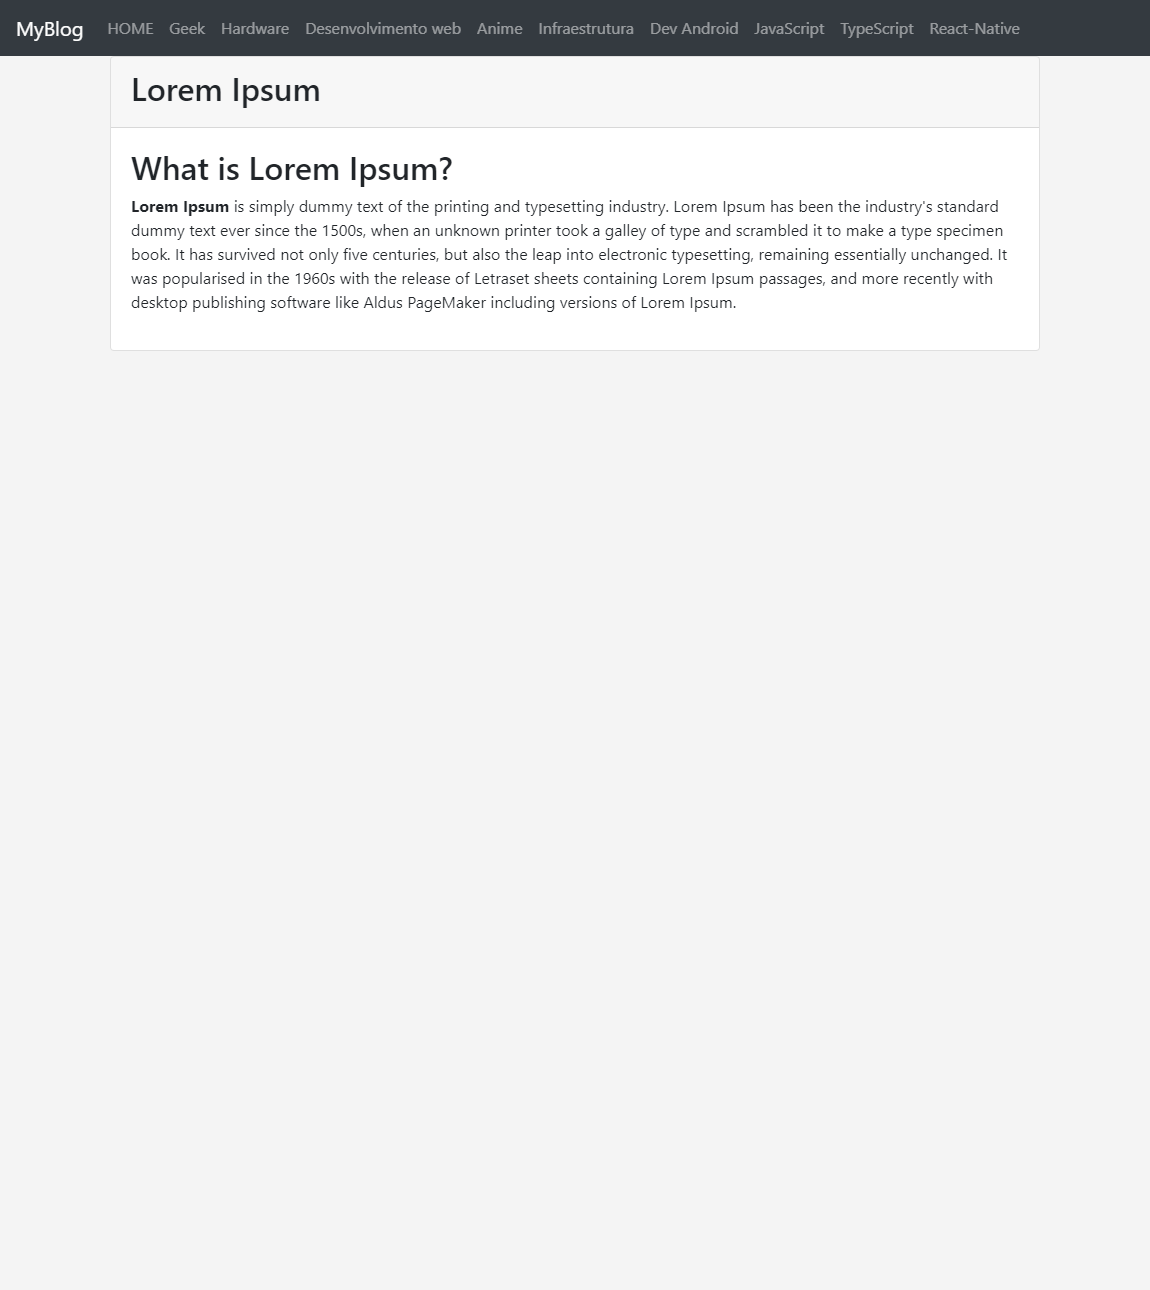 MyBlog HOME Geek Hardware Desenvolvimento web Anime Infraestrutura Dev Android JavaScript TypeScript React-Native
Lorem Ipsum
What is Lorem Ipsum?
Lorem Ipsum is simply dummy text of the printing and typesetting industry. Lorem Ipsum has been the industry's standard
dummy text ever since the 1500s, when an unknown printer took a galley of type and scrambled it to make a type specimen
book. It has survived not only five centuries, but also the leap into electronic typesetting, remaining essentially unchanged. It
was popularised in the 1960s with the release of Letraset sheets containing Lorem Ipsum passages, and more recently with
desktop publishing software like Aldus PageMaker including versions of Lorem Ipsum.